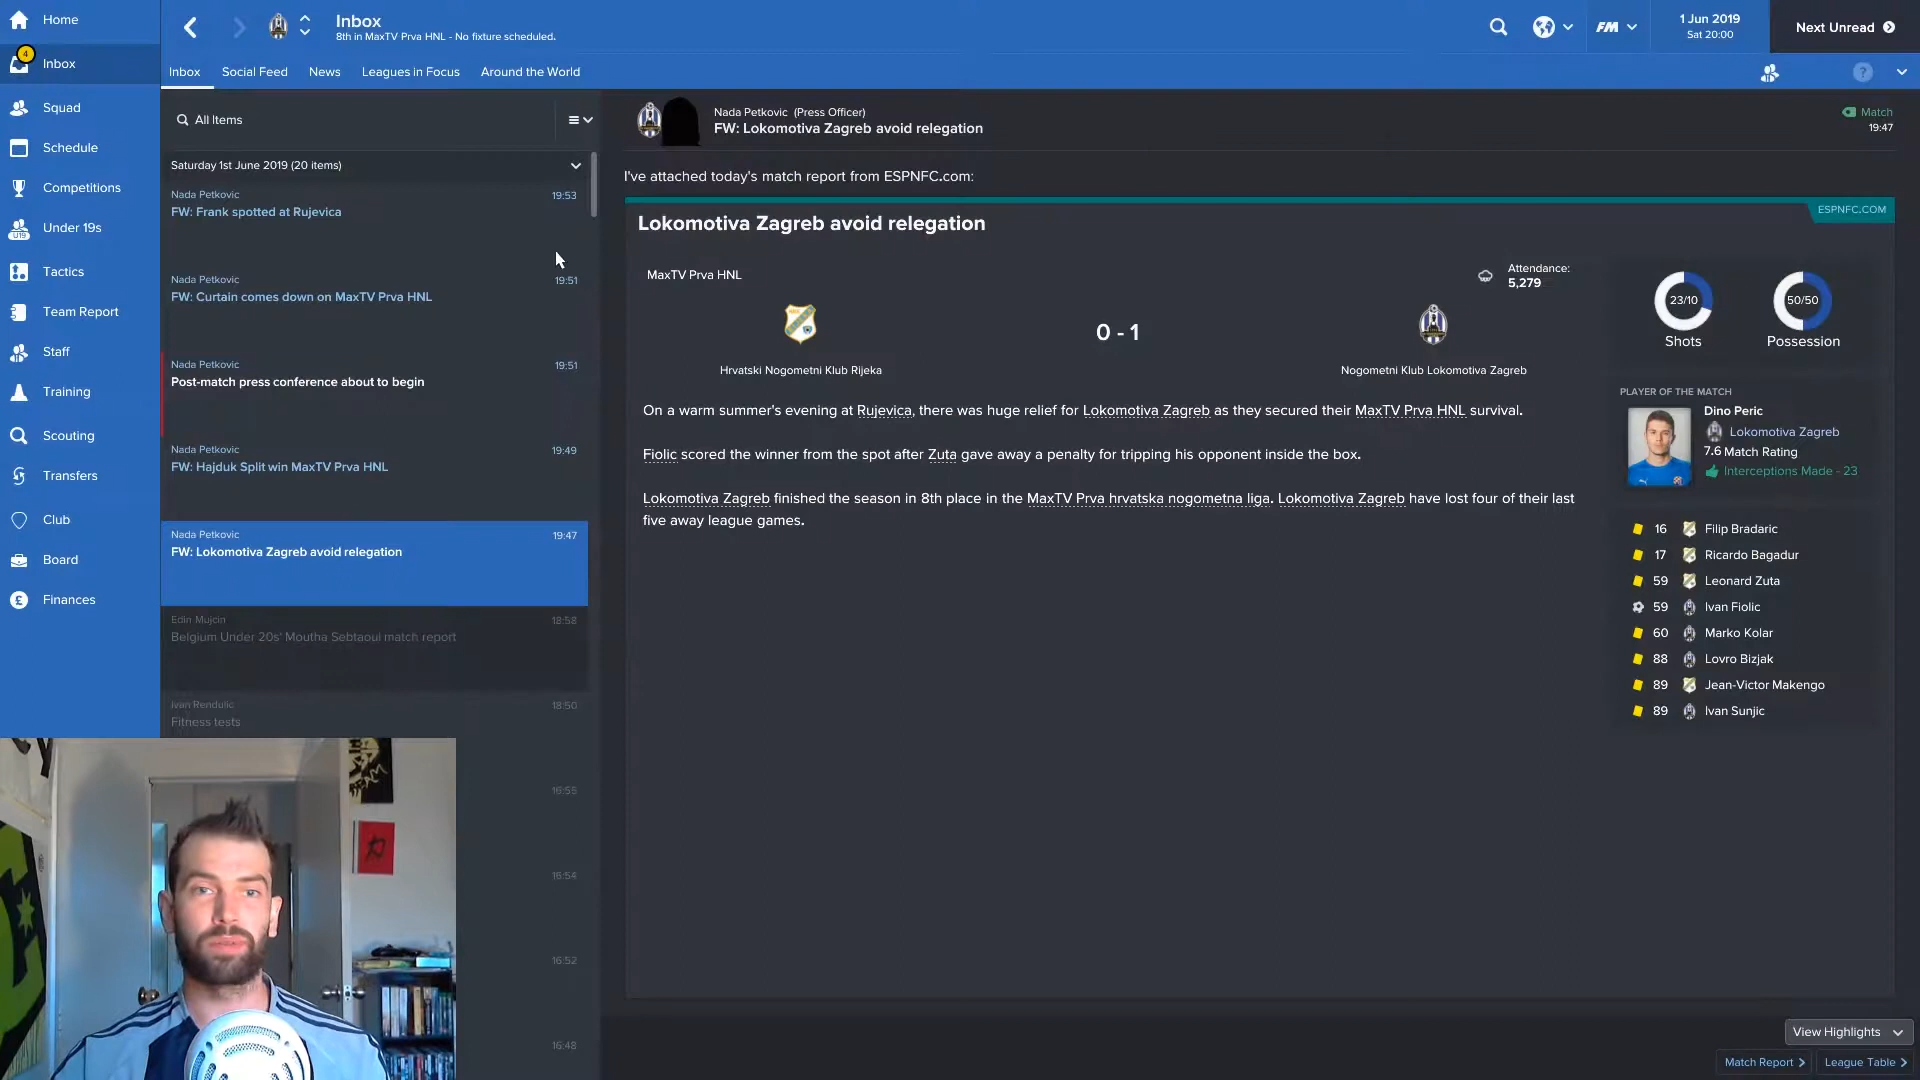 Home
4
Inbox
Squad
Schedule
Competitions
Under 19s
U19
Tactics
Team Report
Staff
Training
Scouting
Transfers
Club
Board
Finances
Inbox
8th in MaxTV Prva HNL - No fixture scheduled.
FM
1 Jun 2019
Sat 20:00
Next Unread
Inbox
Social Feed
News
Leagues in Focus
Around the World
?
All Items
Saturday 1st June 2019 (20 items)
Nada Petkovic 19:53
FW: Frank spotted at Rujevica
Nada Petkovic 19:51
FW: Curtain comes down on MaxTV Prva HNL
Nada Petkovic 19:51
Post-match press conference about to begin
Nada Petkovic 19:49
FW: Hajduk Split win MaxTV Prva HNL
Nada Petkovic 19:47
FW: Lokomotiva Zagreb avoid relegation
Edin Mujcin 18:58
Belgium Under 20s' Moutha Sebtaoui match report
Ivan Rendulic 18:50
Fitness tests
16:55
16:54
16:52
16:48
Nada Petkovic (Press Officer)
FW: Lokomotiva Zagreb avoid relegation
Match
19:47
I've attached today's match report from ESPNFC.com:
ESPNFC.COM
Lokomotiva Zagreb avoid relegation
MaxTV Prva HNL
Attendance:
5,279
0 - 1
Hrvatski Nogometni Klub Rijeka
Nogometni Klub Lokomotiva Zagreb
On a warm summer's evening at Rujevica, there was huge relief for Lokomotiva Zagreb as they secured their MaxTV Prva HNL survival.
Fiolic scored the winner from the spot after Zuta gave away a penalty for tripping his opponent inside the box.
Lokomotiva Zagreb finished the season in 8th place in the MaxTV Prva hrvatska nogometna liga. Lokomotiva Zagreb have lost four of their last
five away league games.
23/10
Shots
50/50
Possession
PLAYER OF THE MATCH
Dino Peric
Lokomotiva Zagreb
7.6 Match Rating
Interceptions Made - 23
16 Filip Bradaric
17 Ricardo Bagadur
59 Leonard Zuta
59 Ivan Fiolic
60 Marko Kolar
88 Lovro Bizjak
89 Jean-Victor Makengo
89 Ivan Sunjic
View Highlights
Match Report
League Table